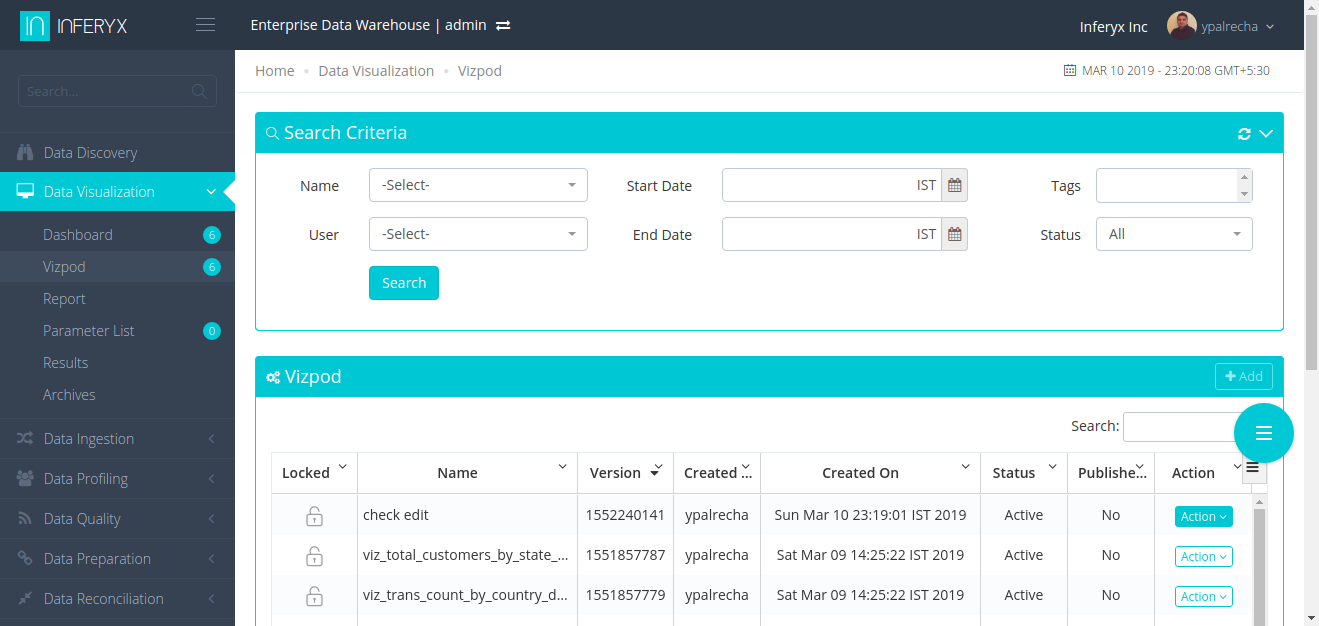 INFERYX
Enterprise Data Warehouse | admin
Inferyx Inc
ypalrecha
Search...
Home Data Visualization Vizpod
MAR 10 2019 - 23:20:08 GMT+5:30
Data Discovery
Data Visualization
Dashboard 6
Vizpod 6
Report
Parameter List 0
Results
Archives
Data Ingestion
Data Profiling
Data Quality
Data Preparation
Data Reconciliation
Search Criteria
Name -Select- Start Date IST Tags
User -Select- End Date IST Status All
Search
Vizpod
Add
Search:
Locked Name Version Created ... Created On Status Publishe... Action
check edit 1552240141 ypalrecha Sun Mar 10 23:19:01 IST 2019 Active No Action
viz_total_customers_by_state_... 1551857787 ypalrecha Sat Mar 09 14:25:22 IST 2019 Active No Action
viz_trans_count_by_country_d... 1551857779 ypalrecha Sat Mar 09 14:25:22 IST 2019 Active No Action